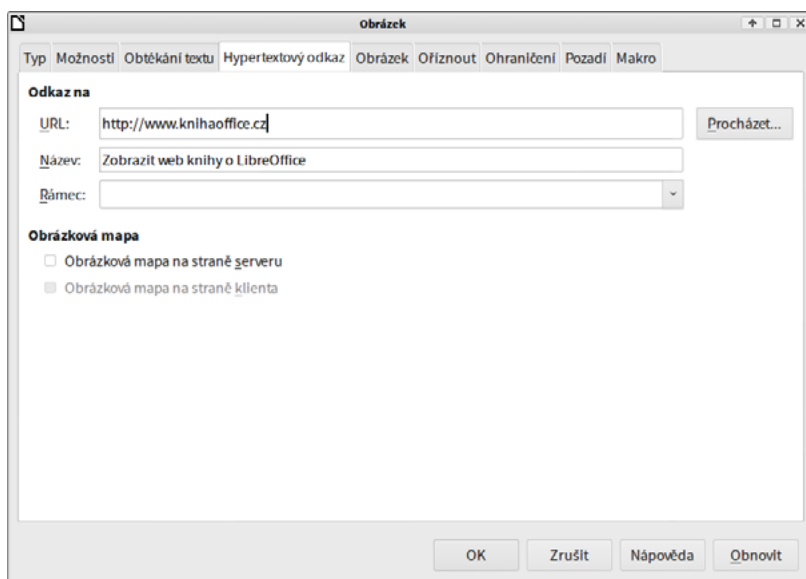 Obrázek
Typ Možnosti Obtékání textu Hypertextový odkaz Obrázek Oříznout Ohraničení Pozadí Makro
Odkaz na
URL: http://www.knihaoffice.cz Procházet...
Název: Zobrazit web knihy o LibreOffice
Rámec:
Obrázková mapa
Obrázková mapa na straně serveru
Obrázková mapa na straně klienta
OK Zrušit Nápověda Obnovit